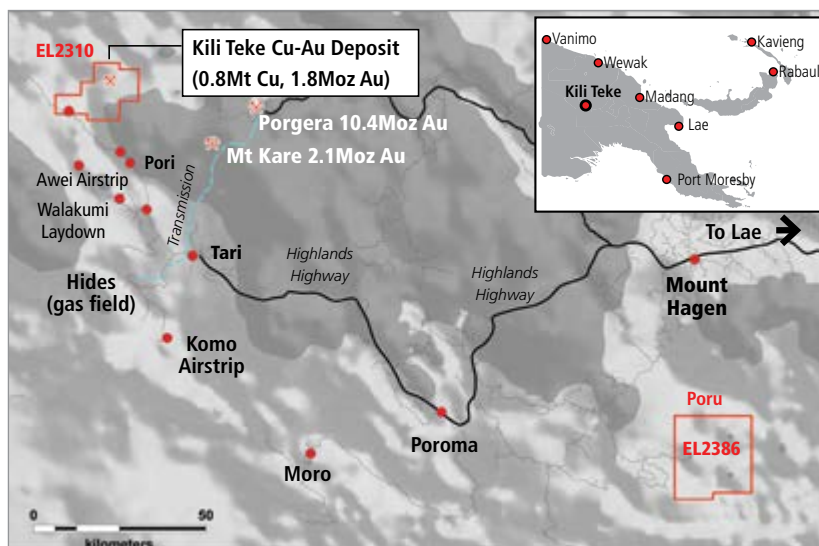 EL2310
Kili Teke Cu-Au Deposit
(0.8Mt Cu, 1.8Moz Au)
Vanimo
Wewak
Kavieng
Rabaul
Kili Teke
Madang
Lae
Port Moresby
Porgera 10.4Moz Au
Mt Kare 2.1Moz Au
Pori
Awei Airstrip
Walakumi
Laydown
Transmission
Tari
Hides
(gas field)
Highlands
Highway
Highlands
Highway
To Lae
Mount
Hagen
Komo
Airstrip
Poroma
Moro
Poru
EL2386
0 50
kilometers